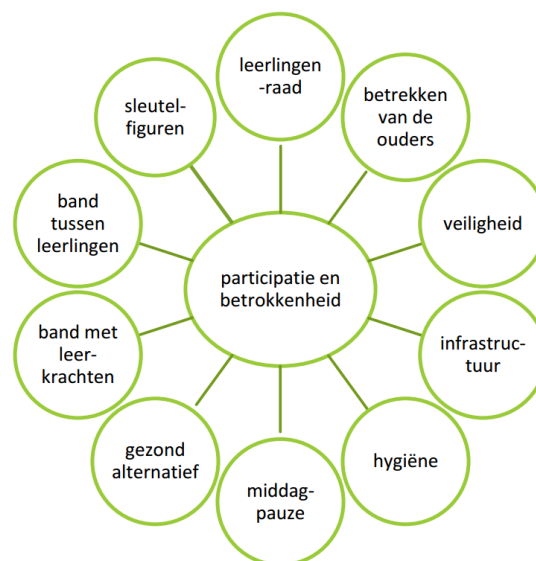 leerlingen
-raad
betrekken
van de
ouders
veiligheid
infrastruc-
tuur
hygiëne
middag-
pauze
gezond
alternatief
band met
leer-
krachten
band
tussen
leerlingen
sleutel-
figuren
participatie en
betrokkenheid